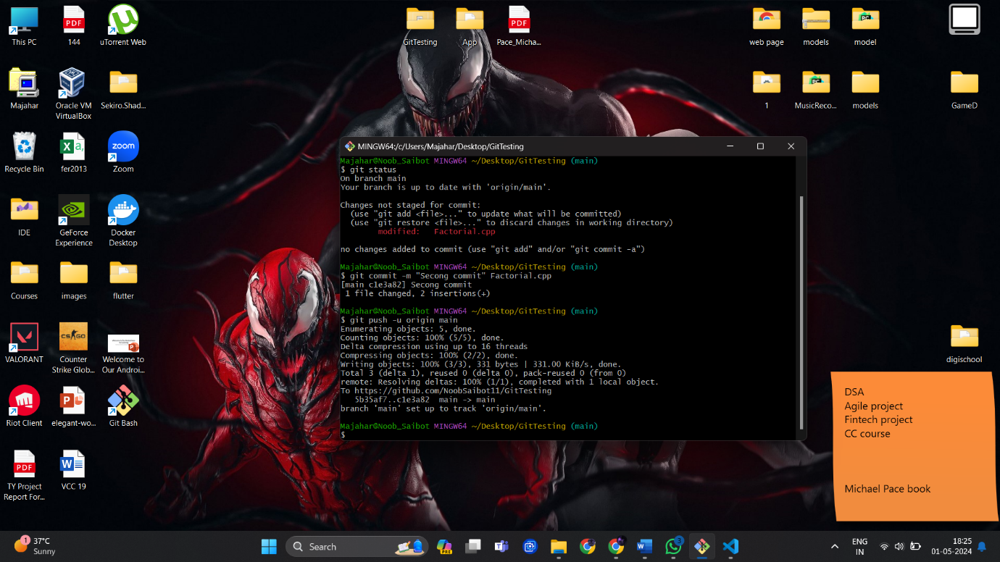 This PC
144
uTorrent Web
GitTesting
App
Pace_Micha...
web page
models
model
Majahar
Oracle VM
VirtualBox
Sekiro.Shad...
1
MusicReco...
models
GameD
Recycle Bin
fer2013
zoom
Zoom
IDE
GeForce
Experience
Docker
Desktop
Courses
images
flutter
VALORANT
Counter
Strike Glob...
Welcome to
Our Androi...
digischool
Riot Client
elegant-wo...
Git Bash
TY Project
Report For...
VCC 19
MINGW64:/c/Users/Majahar/Desktop/GitTesting
Majahar@Noob_Saibot MINGW64 ~/Desktop/GitTesting (main)
$ git status
On branch main
Your branch is up to date with 'origin/main'.
Changes not staged for commit:
(use "git add <file>..." to update what will be committed)
(use "git restore <file>..." to discard changes in working directory)
modified: Factorial.cpp
no changes added to commit (use "git add" and/or "git commit -a")
Majahar@Noob_Saibot MINGW64 ~/Desktop/GitTesting (main)
$ git commit -m "Secong commit" Factorial.cpp
[main c1e3a82] Secong commit
1 file changed, 2 insertions(+)
Majahar@Noob_Saibot MINGW64 ~/Desktop/GitTesting (main)
$ git push -u origin main
Enumerating objects: 5, done.
Counting objects: 100% (5/5), done.
Delta compression using up to 16 threads
Compressing objects: 100% (2/2), done.
Writing objects: 100% (3/3), 331 bytes | 331.00 KiB/s, done.
Total 3 (delta 1), reused 0 (delta 0), pack-reused 0 (from 0)
remote: Resolving deltas: 100% (1/1), completed with 1 local object.
To https://github.com/NoobSaibot11/GitTesting
5b35af7..c1e3a82 main -> main
branch 'main' set up to track 'origin/main'.
Majahar@Noob_Saibot MINGW64 ~/Desktop/GitTesting (main)
$
DSA
Agile project
Fintech project
CC course
Michael Pace book
1
37°C
Sunny
Search
PRE
3
ENG
IN
18:25
01-05-2024